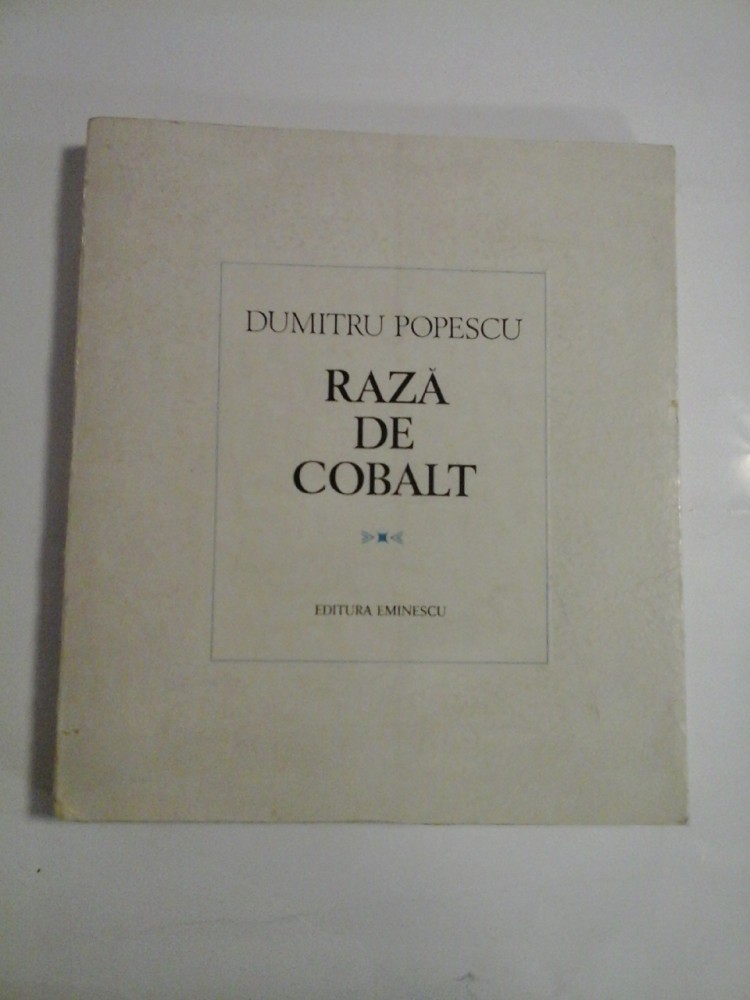 DUMITRU POPESCU
RAZĂ
DE
COBALT
EDITURA EMINESCU